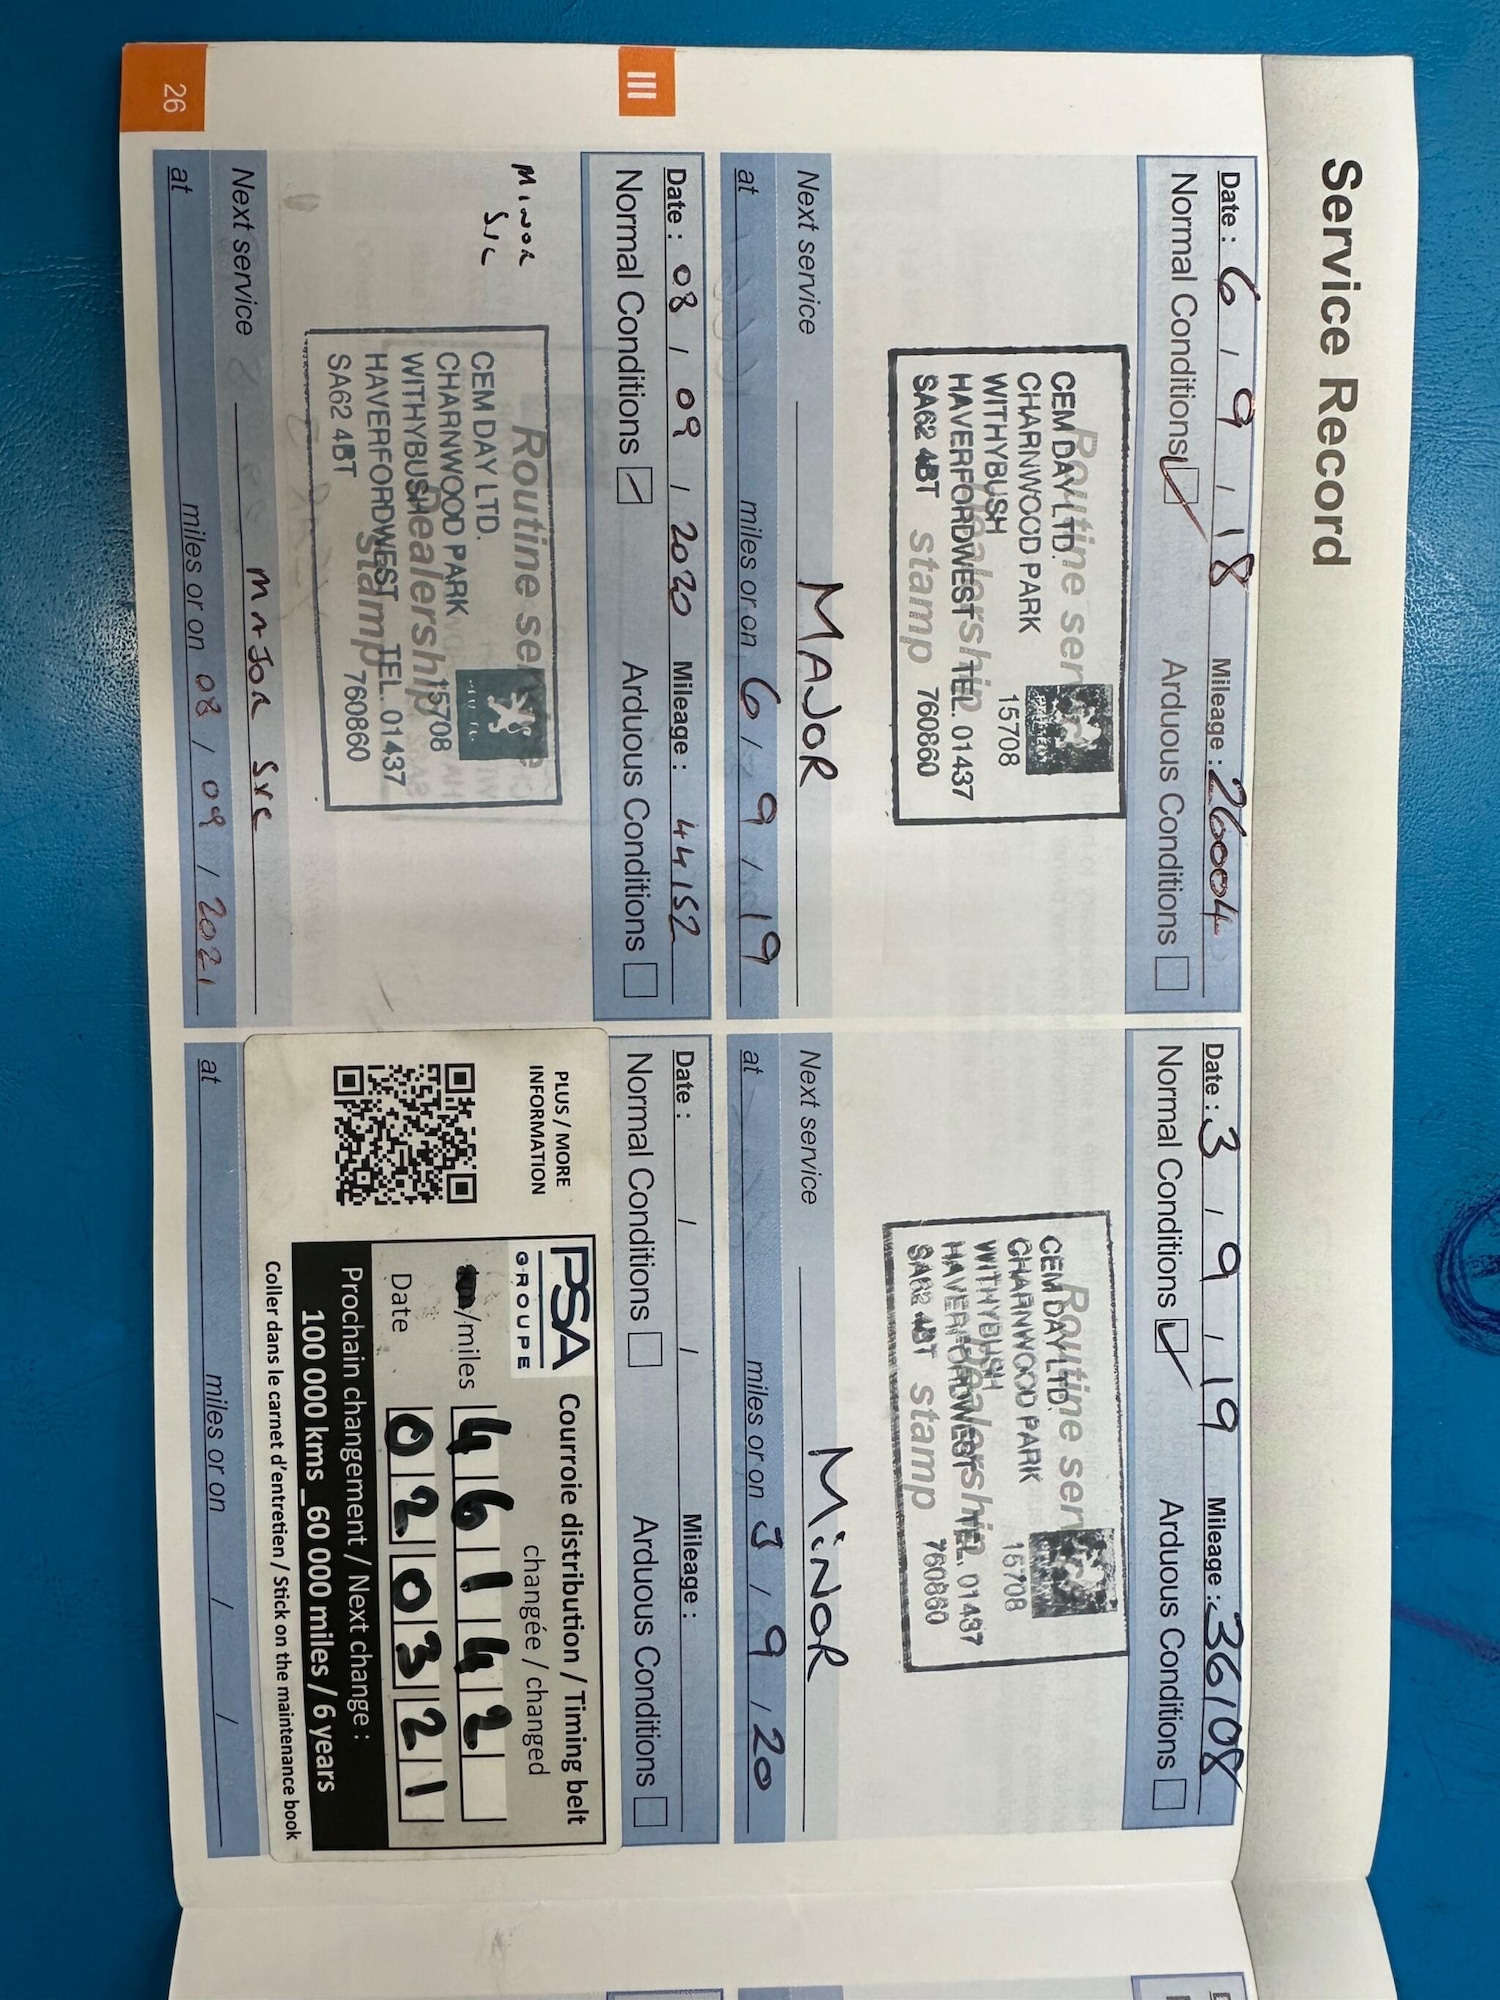 Service Record
Date : 6 / 9 / 18 Mileage : 26004
Normal Conditions Arduous Conditions
Routine service
CEM DAY LTD.
CHARNWOOD PARK
WITHYBUSH 15708
Dealership
HAVERFORDWEST TEL. 01437
SA62 4BT 760860
stamp
Next service MAJOR
at miles or on 6 / 9 / 19
Date : 3 / 9 / 19 Mileage : 36108
Normal Conditions Arduous Conditions
Routine service
CEM DAY LTD.
CHARNWOOD PARK
WITHYBUSH 15708
Dealership
HAVERFORDWEST TEL. 01437
SA62 4BT 760860
stamp
Next service MINOR
at miles or on 3 / 9 / 20
III
Date : 08 / 09 / 2020 Mileage : 44152
Normal Conditions Arduous Conditions
MINOR
SVC
Routine service
CEM DAY LTD.
CHARNWOOD PARK 15708
WITHYBUSH
Dealership
HAVERFORDWEST TEL. 01437
SA62 4BT 760860
stamp
Next service MAJOR SVC
at miles or on 08 / 09 / 2021
Date : / / Mileage :
Normal Conditions Arduous Conditions
PLUS / MORE
INFORMATION
PSA
GROUPE
Courroie distribution / Timing belt
changée / changed
/miles 46142
Date 020321
Prochain changement / Next change :
100 000 kms_60 000 miles / 6 years
Coller dans le carnet d'entretien / Stick on the maintenance book
at miles or on / /
26